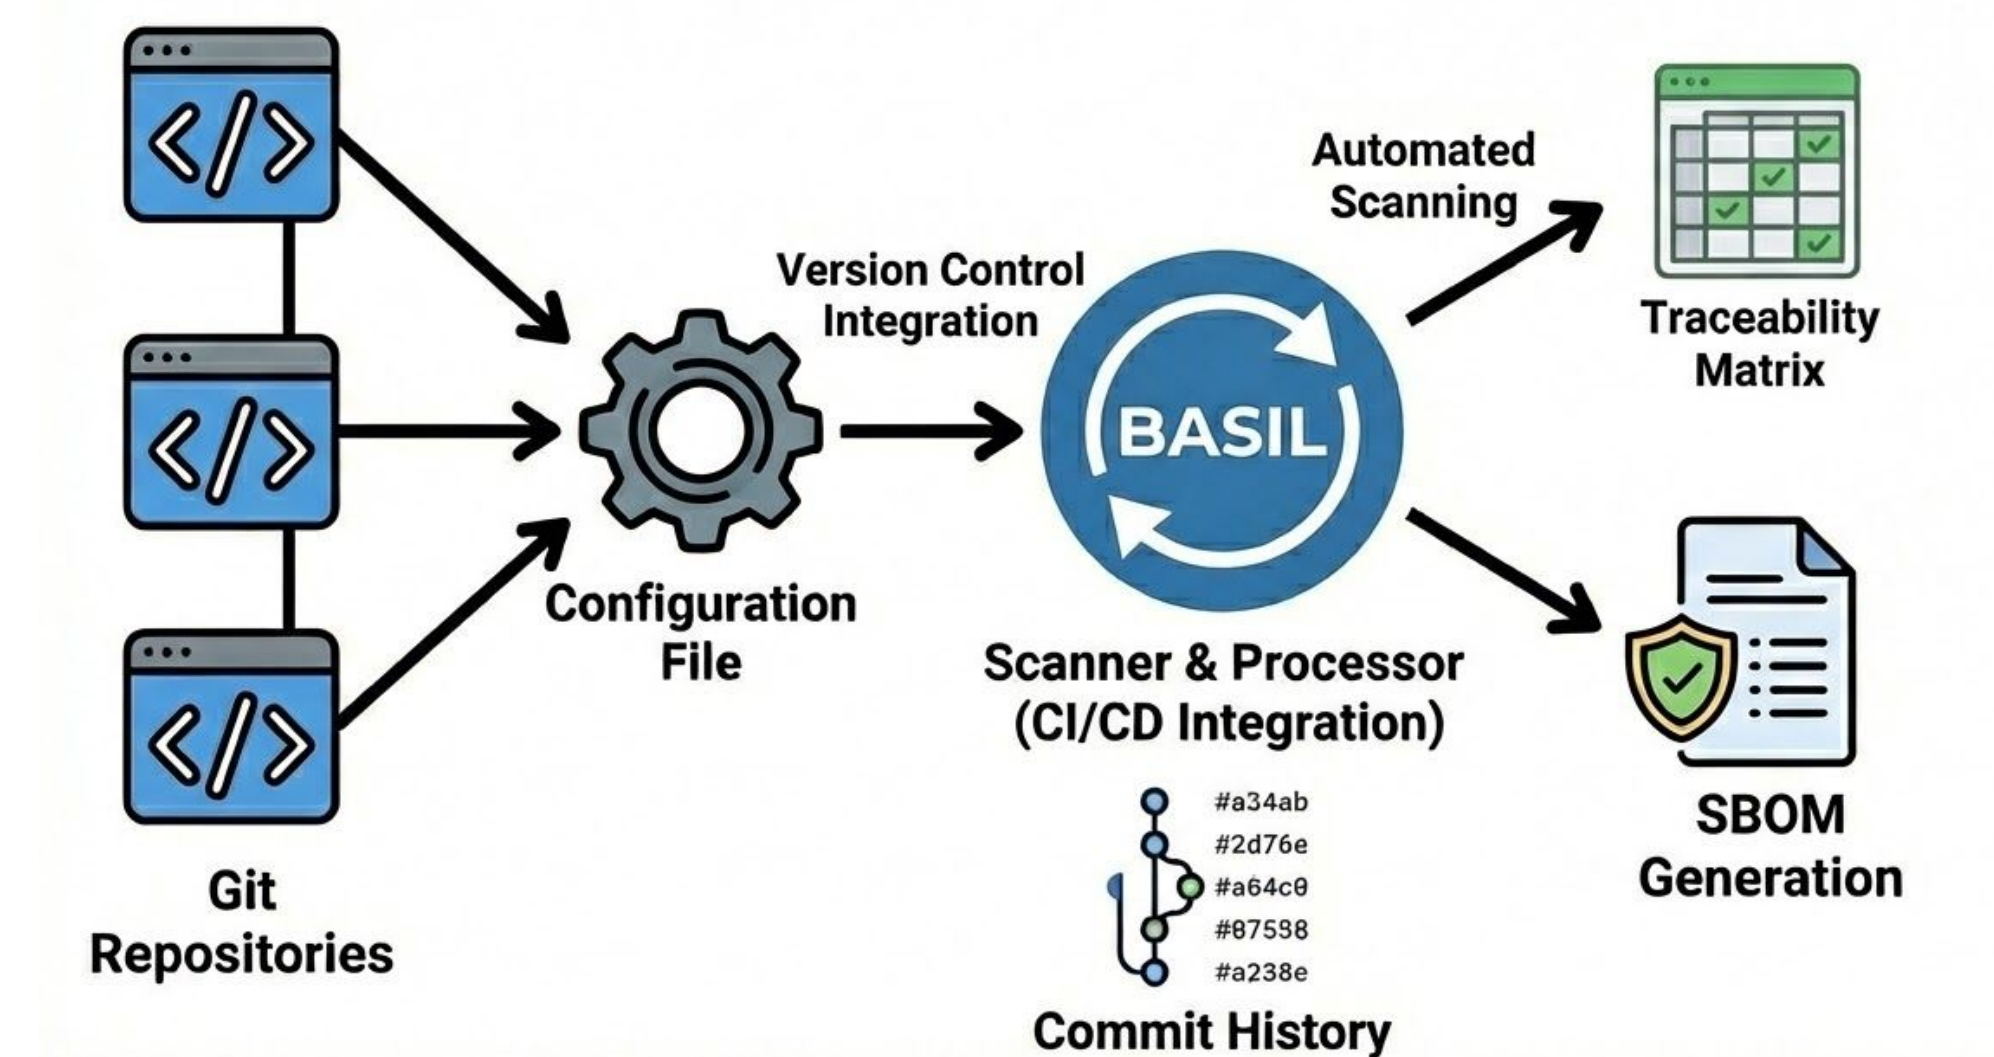 Git
Repositories
Configuration
File
Version Control
Integration
BASIL
Scanner & Processor
(CI/CD Integration)
#a34ab
#2d76e
#a64c0
#87598
#a238e
Commit History
Automated
Scanning
Traceability
Matrix
SBOM
Generation